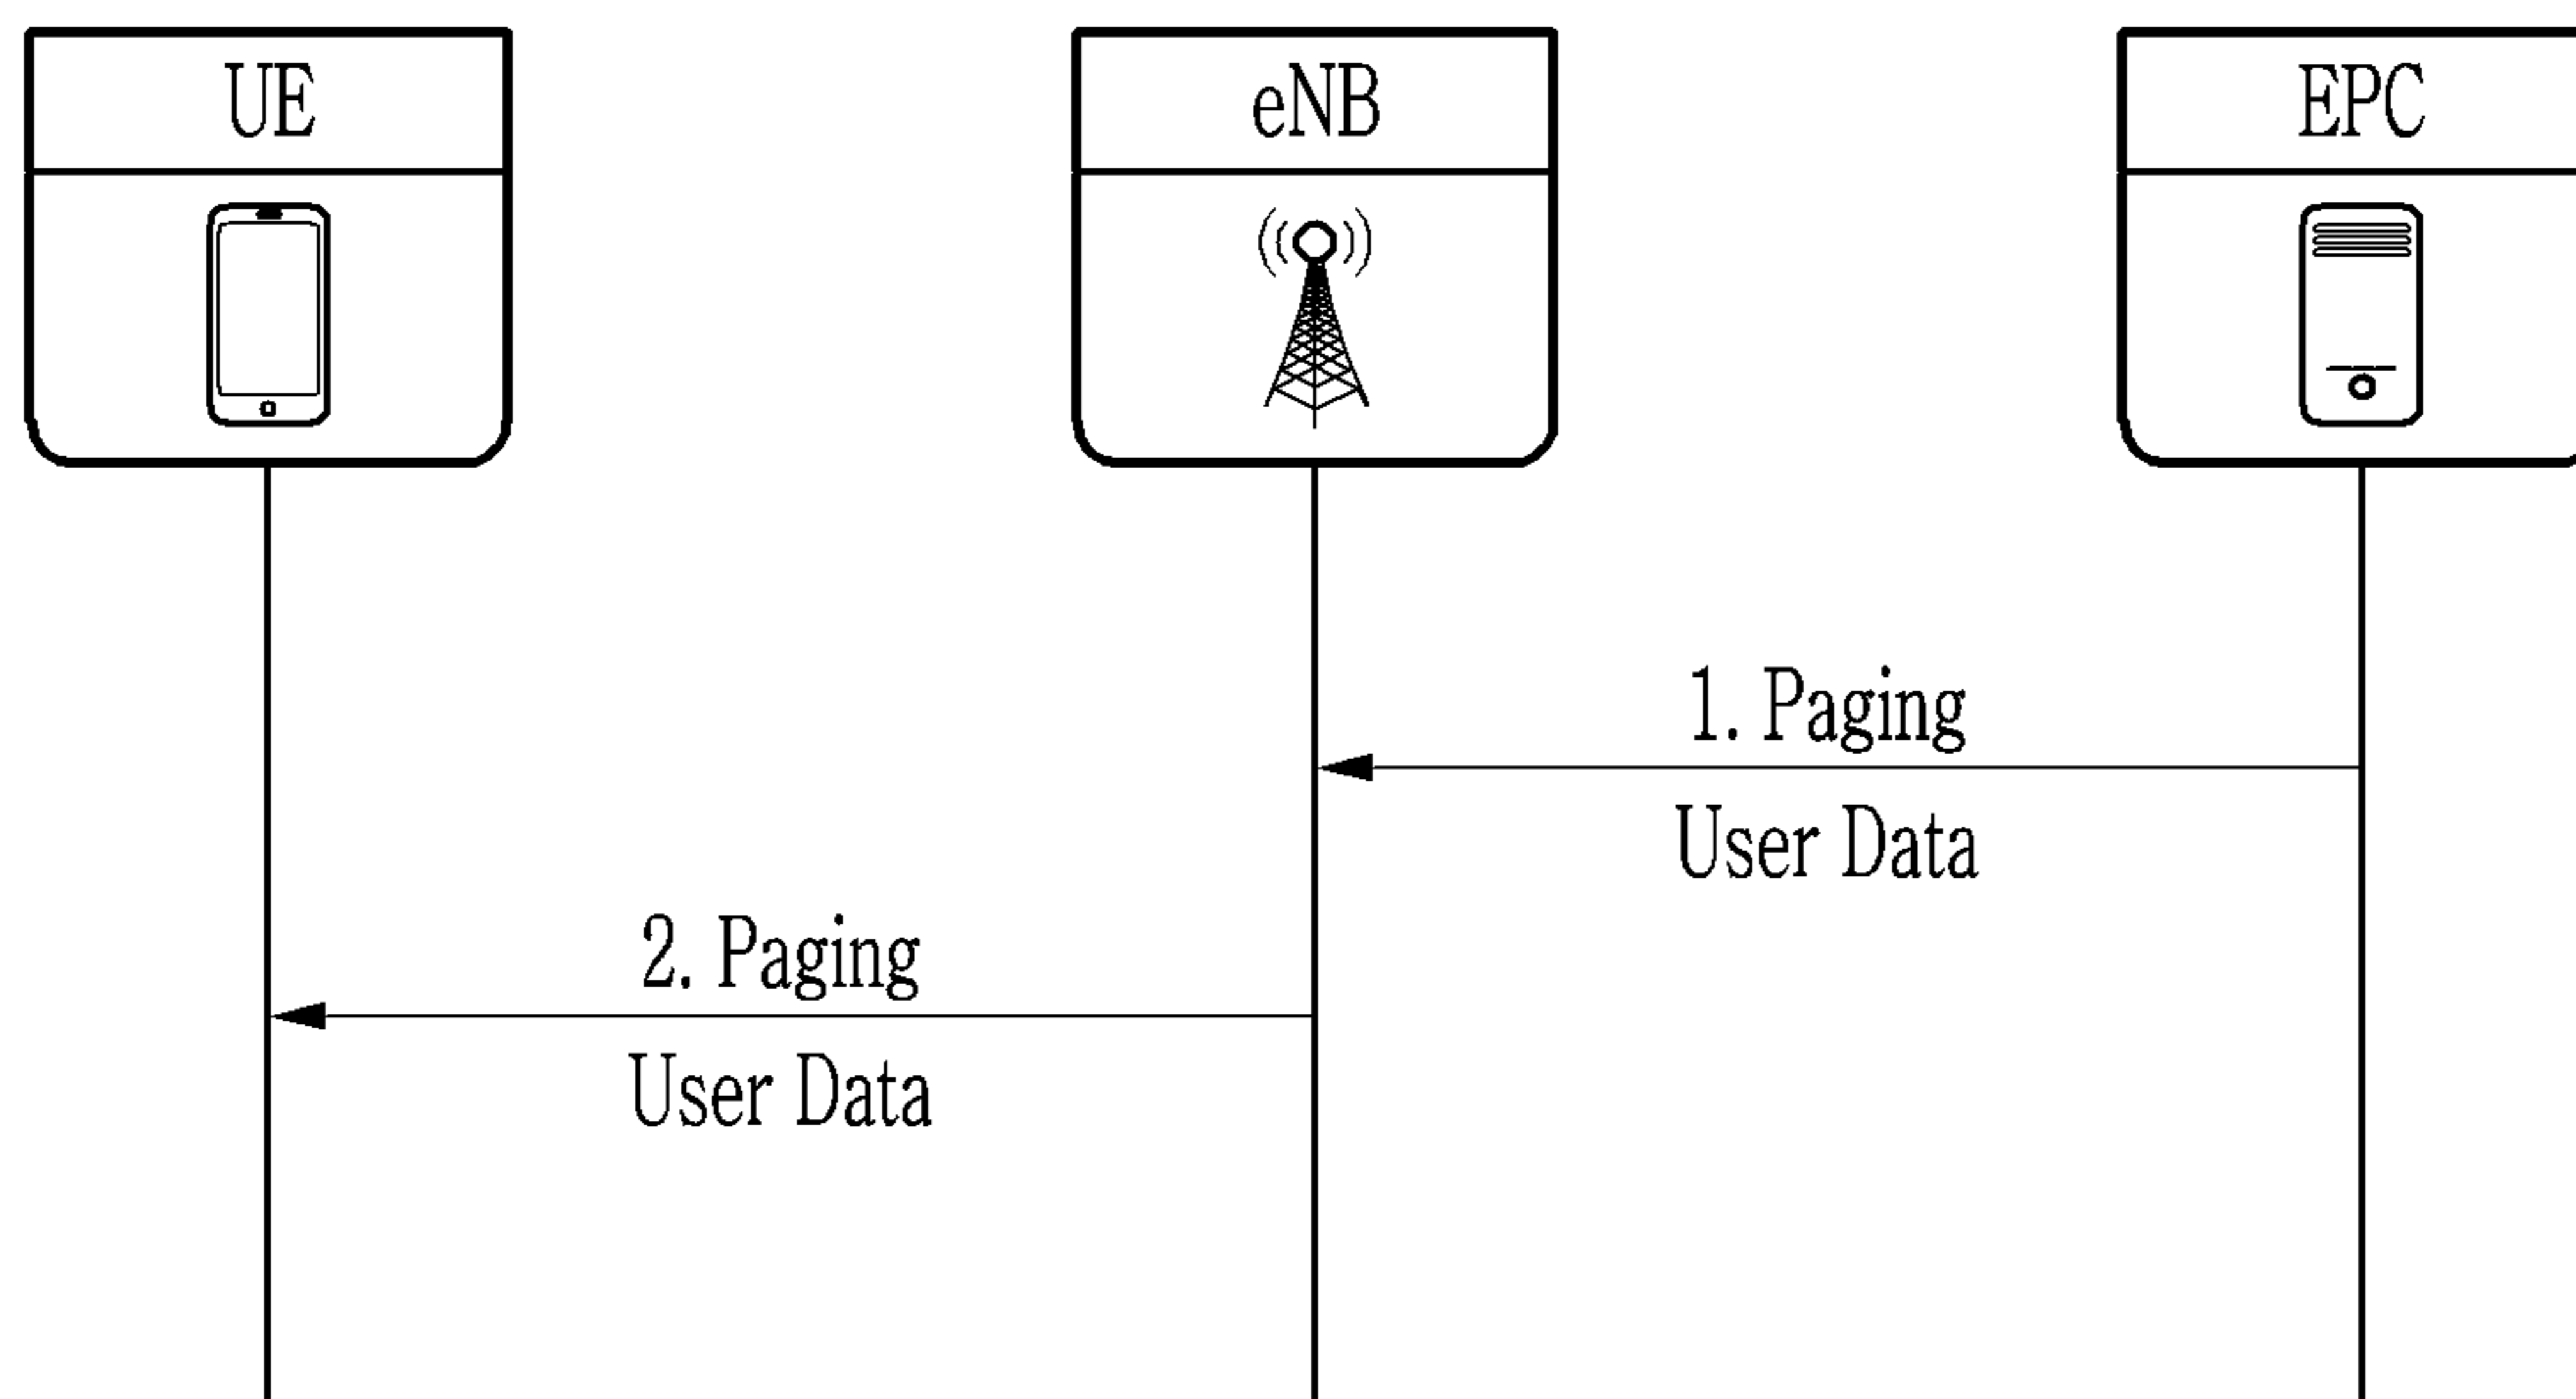 UE
eNB
EPC
1. Paging
User Data
2. Paging
User Data